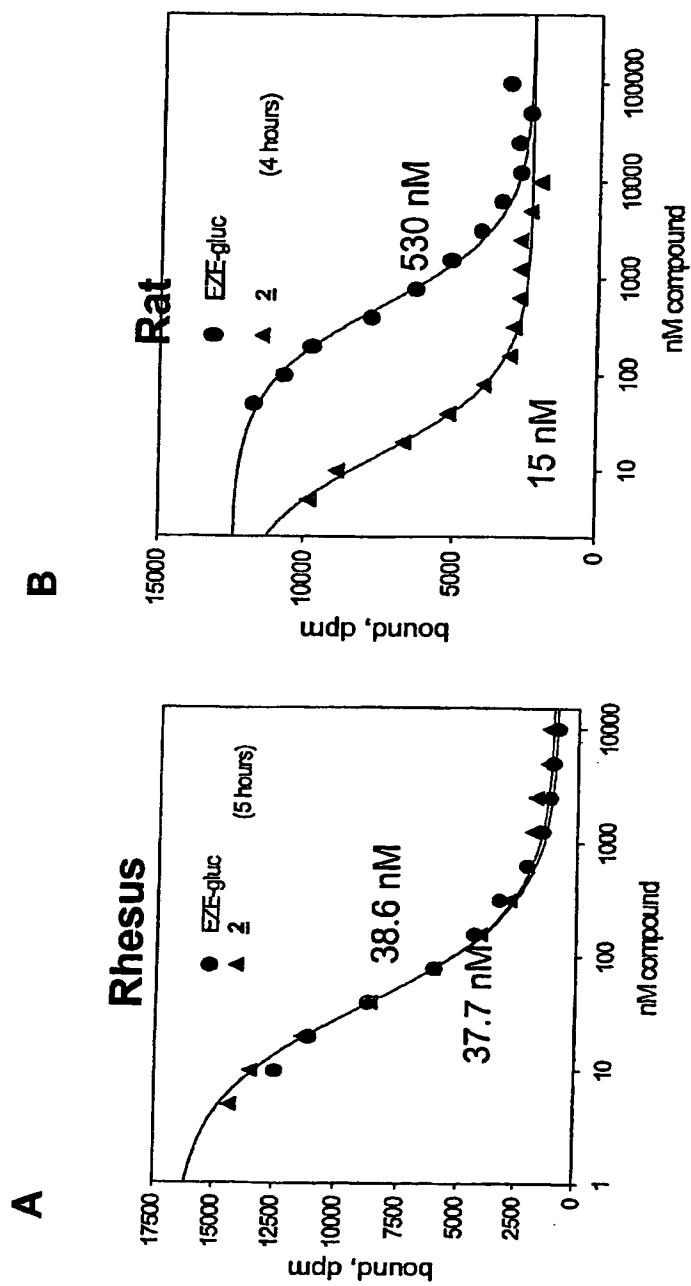 A
Rhesus
● EZE-gluc
▲ 2
(5 hours)
38.6 nM
37.7 nM
17500
15000
12500
10000
7500
5000
2500
0
bound, dpm
1
10
100
1000
10000
nM compound
B
Rat
● EZE-gluc
▲ 2
(4 hours)
530 nM
15 nM
15000
10000
5000
0
bound, dpm
10
100
1000
10000
100000
nM compound